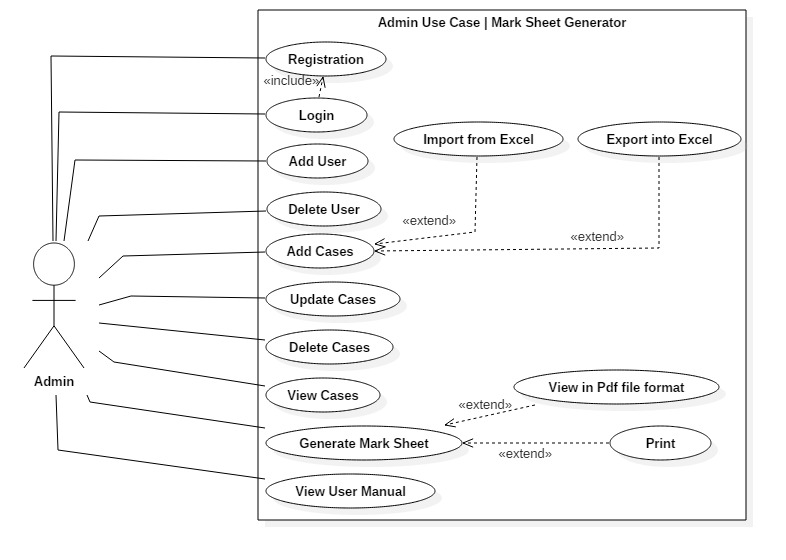 Admin Use Case | Mark Sheet Generator
Registration
«include»
Login
Import from Excel
Export into Excel
Add User
Delete User
«extend»
«extend»
Add Cases
Update Cases
Delete Cases
Admin
View in Pdf file format
View Cases
«extend»
Generate Mark Sheet
Print
«extend»
View User Manual